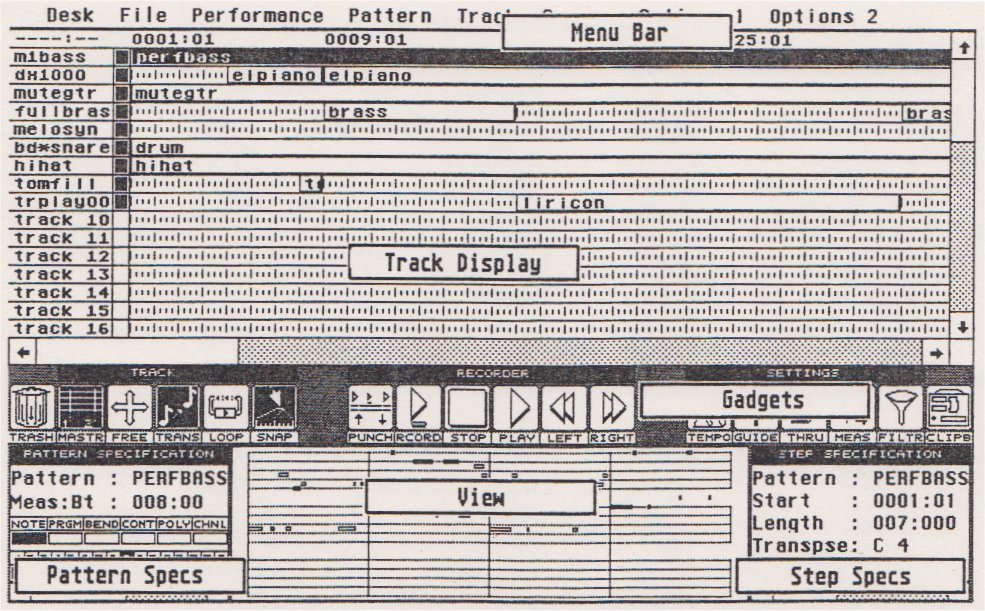 Desk File Performance Pattern Options 2
Menu Bar
----:-- 0001:01 0009:01 25:01
m1bass perfbass
dx1000 elpiano elpiano
mutegtr mutegtr
fullbras brass bras
melosyn
bd*snare drum
hihat hihat
tomfill
trplay00 liricon
track 10
track 11
track 12
Track Display
track 13
track 14
track 15
track 16
TRACK RECORDER SETTINGS
Gadgets
TRASH MASTR FREE TRANS LOOP SNAP PUNCH RCORD STOP PLAY LEFT RIGHT TEMPO GUIDE THRU MEAS FILTR CLIPB
PATTERN SPECIFICATION STEP SPECIFICATION
Pattern : PERFBASS Pattern : PERFBASS
View
Meas:Bt : 008:00 Start : 0001:01
NOTE PRGM BEND CONT POLY CHNL Length : 007:000
Transpse: C 4
Pattern Specs Step Specs